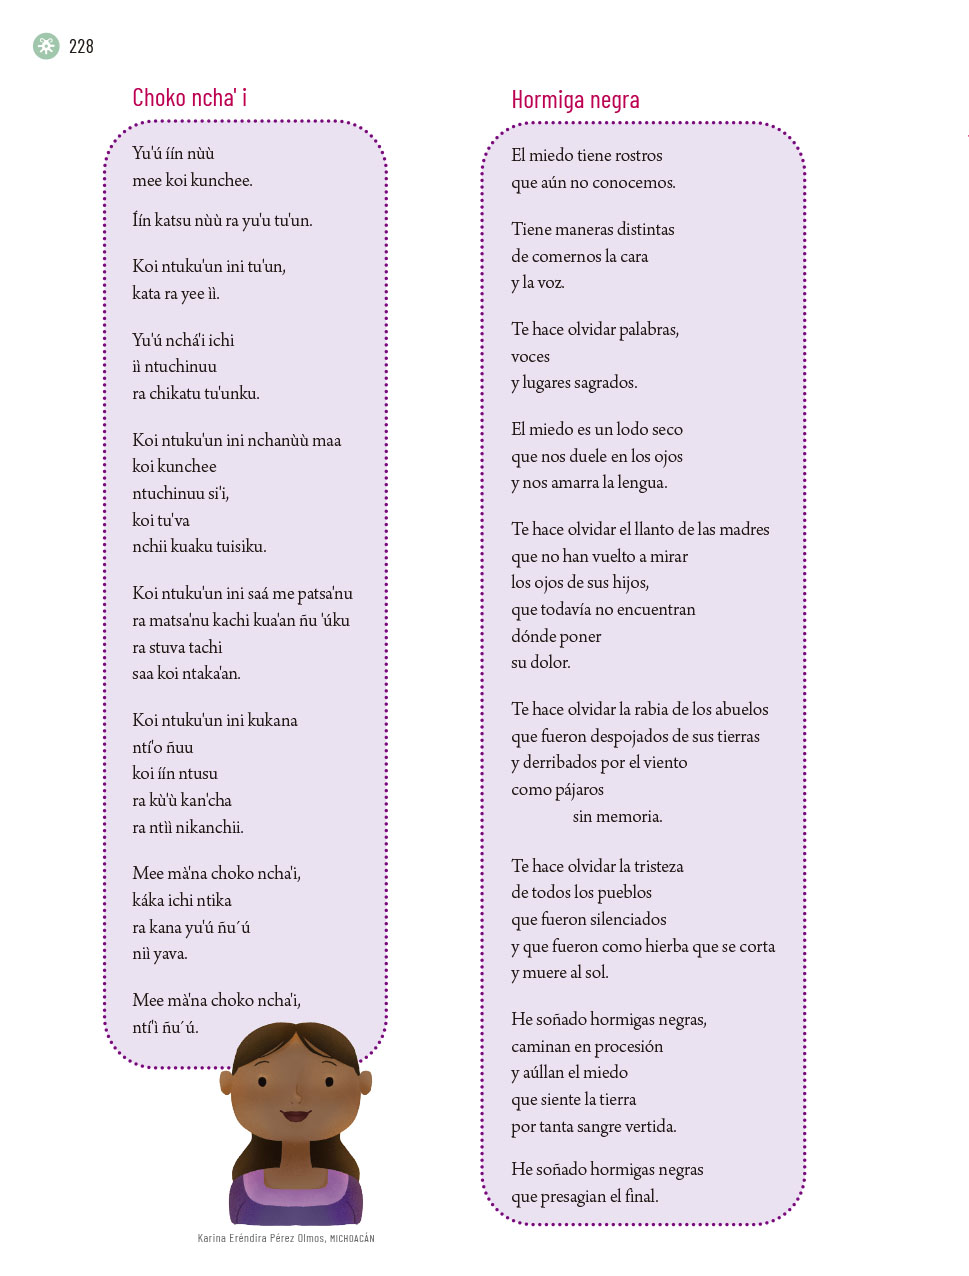 228
Choko ncha' i
Yu'ú íín nùù
mee koi kunchee.
Íín katsu nùù ra yu'u tu'un.
Koi ntuku'un ini tu'un,
kata ra yee ìì.
Yu'ú nchá'i ichi
iì ntuchinuu
ra chikatu tu'unku.
Koi ntuku'un ini nchanùù maa
koi kunchee
ntuchinuu si'i,
koi tu'va
nchii kuaku tuisiku.
Koi ntuku'un ini saá me patsa'nu
ra matsa'nu kachi kua'an ñu 'úku
ra stuva tachi
saa koi ntaka'an.
Koi ntuku'un ini kukana
ntí'o ñuu
koi íín ntusu
ra kù'ù kan'cha
ra ntìì nikanchii.
Mee mà'na choko ncha'i,
káka ichi ntika
ra kana yu'ú ñu´ú
niì yava.
Mee mà'na choko ncha'i,
ntí'ì ñu´ú.
Karina Eréndira Pérez Olmos, MICHOACÁN
Hormiga negra
El miedo tiene rostros
que aún no conocemos.
Tiene maneras distintas
de comernos la cara
y la voz.
Te hace olvidar palabras,
voces
y lugares sagrados.
El miedo es un lodo seco
que nos duele en los ojos
y nos amarra la lengua.
Te hace olvidar el llanto de las madres
que no han vuelto a mirar
los ojos de sus hijos,
que todavía no encuentran
dónde poner
su dolor.
Te hace olvidar la rabia de los abuelos
que fueron despojados de sus tierras
y derribados por el viento
como pájaros
sin memoria.
Te hace olvidar la tristeza
de todos los pueblos
que fueron silenciados
y que fueron como hierba que se corta
y muere al sol.
He soñado hormigas negras,
caminan en procesión
y aúllan el miedo
que siente la tierra
por tanta sangre vertida.
He soñado hormigas negras
que presagian el final.